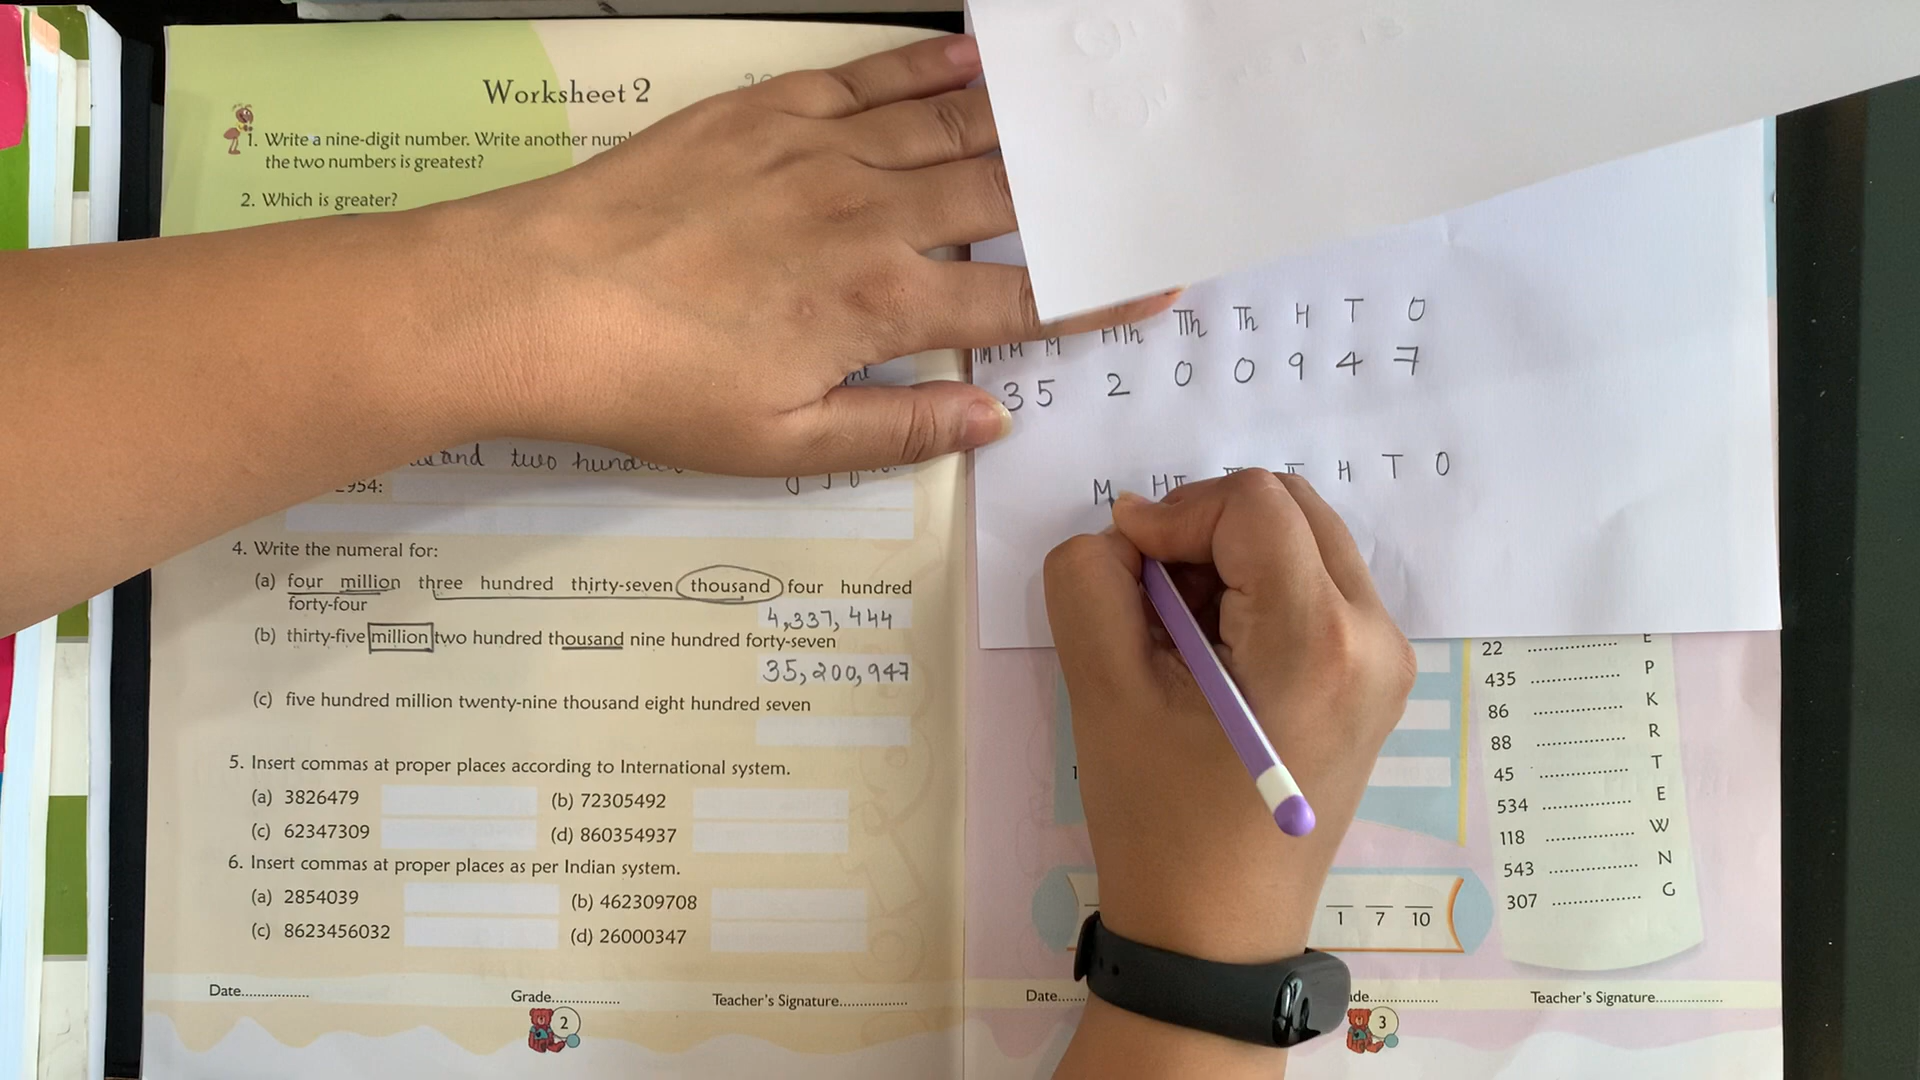 Worksheet 2
1. Write a nine-digit number. Write another
the two numbers is greatest?
2. Which is greater?
TM M HTh TTh Th H T O
35 2 0 0 9 4 7
and two
954:
M H T O
4. Write the numeral for:
(a) four million three hundred thirty-seven thousand four hundred
forty-four
4,337,444
(b) thirty-five million two hundred thousand nine hundred forty-seven
35,200,947
(c) five hundred million twenty-nine thousand eight hundred seven
5. Insert commas at proper places according to International system.
(a) 3826479 (b) 72305492
(c) 62347309 (d) 860354937
6. Insert commas at proper places as per Indian system.
(a) 2854039 (b) 462309708
(c) 8623456032 (d) 26000347
Date................ Grade................ Teacher's Signature................
2
22 ................ E
435 ................ P
86 ................ K
88 ................ R
45 ................ T
534 ................ E
118 ................ W
543 ................ N
307 ................ G
1 7 10
Date...... ade................ Teacher's Signature................
3